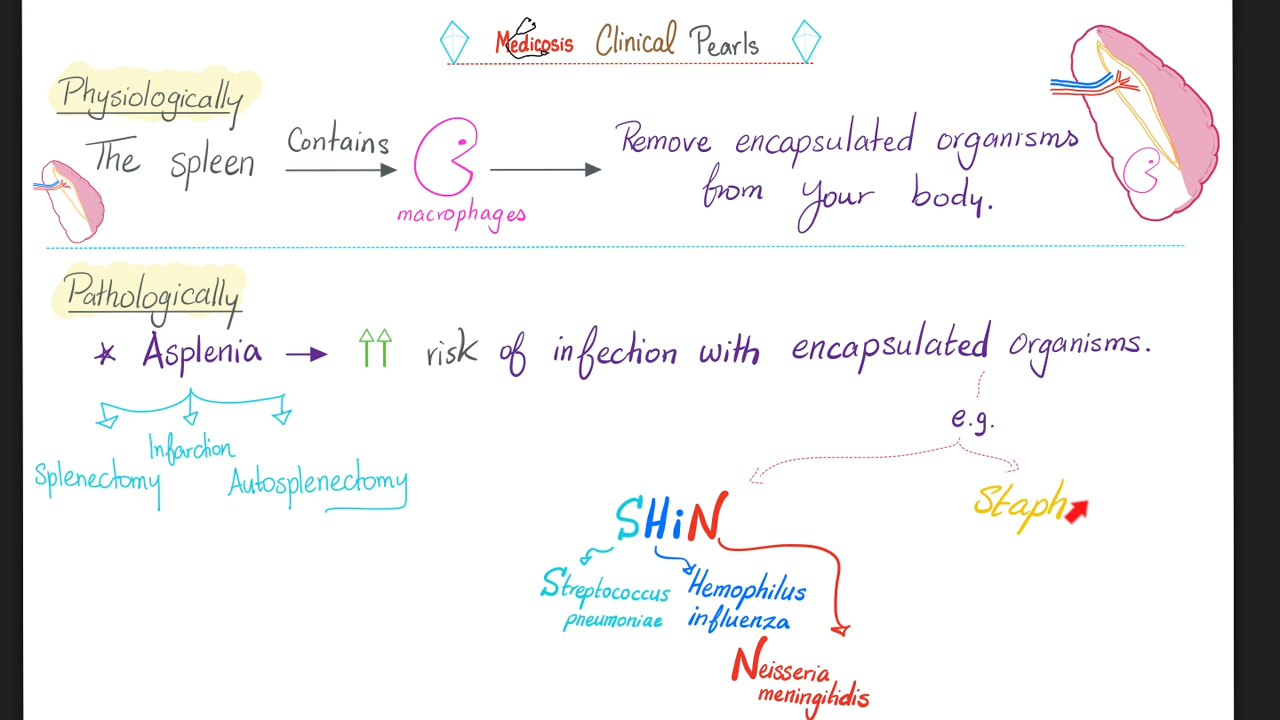 Medicosis Clinical Pearls
Physiologically
The spleen
Contains
macrophages
Remove encapsulated organisms
from your body.
Pathologically
* Asplenia → ↑↑ risk of infection with encapsulated organisms.
Splenectomy
Infarction
Autosplenectomy
e.g.
SHiN
Staph
Streptococcus
pneumoniae
Hemophilus
influenza
Neisseria
meningitidis